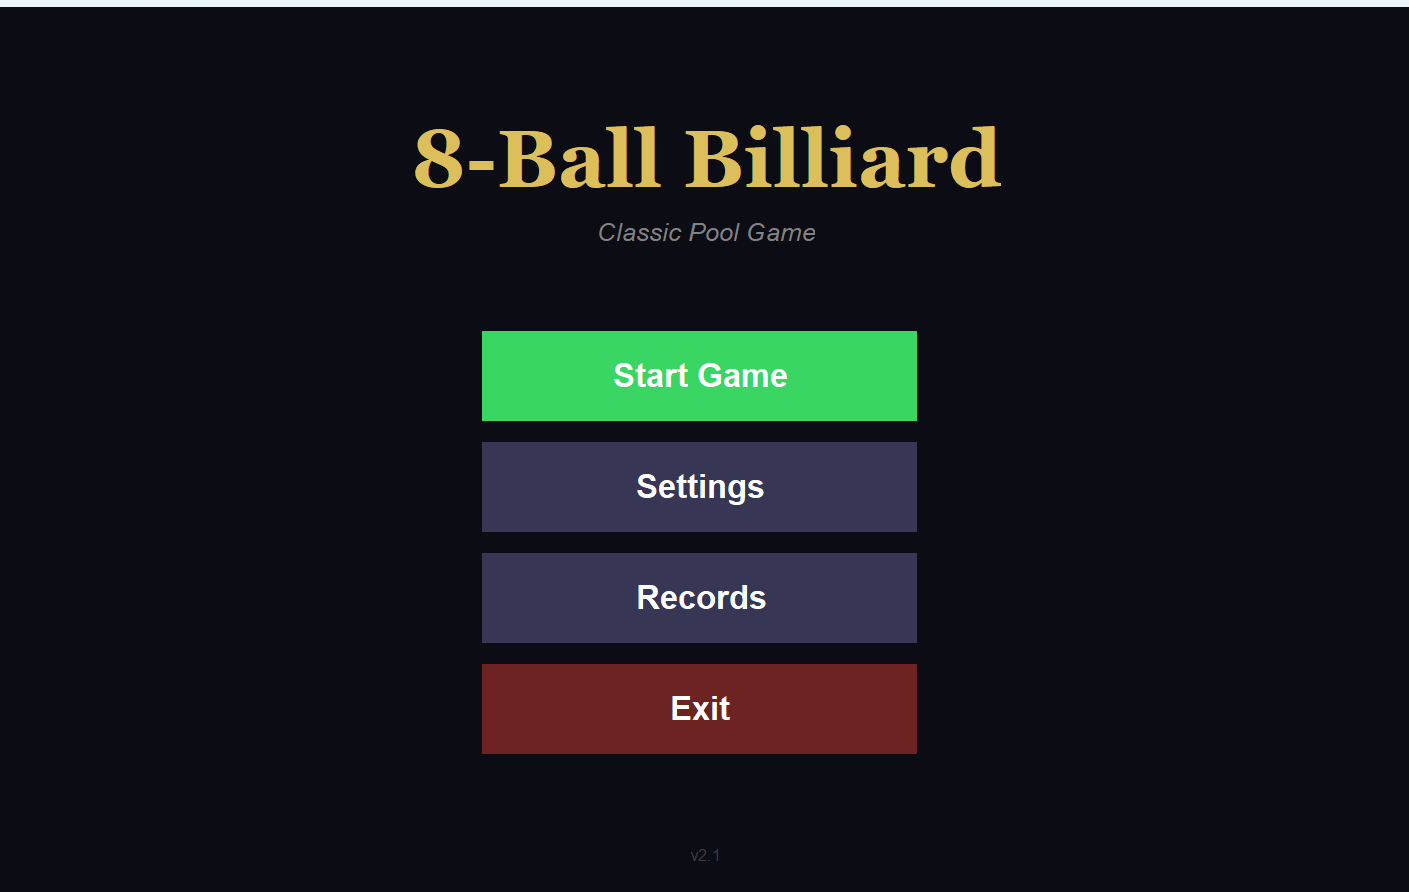 8-Ball Billiard
Classic Pool Game
Start Game
Settings
Records
Exit
v2.1